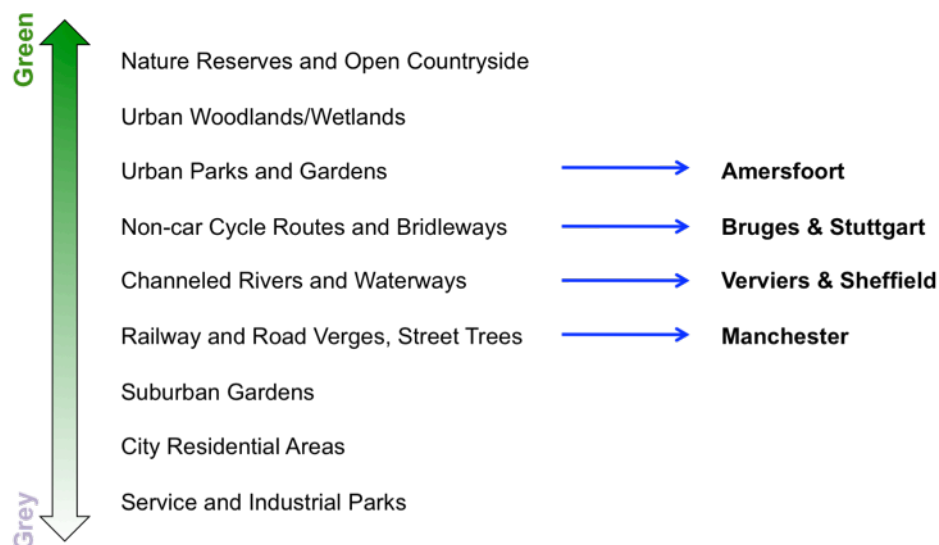 Green
Nature Reserves and Open Countryside
Urban Woodlands/Wetlands
Urban Parks and Gardens Amersfoort
Non-car Cycle Routes and Bridleways Bruges & Stuttgart
Channeled Rivers and Waterways Verviers & Sheffield
Railway and Road Verges, Street Trees Manchester
Suburban Gardens
City Residential Areas
Service and Industrial Parks
Grey